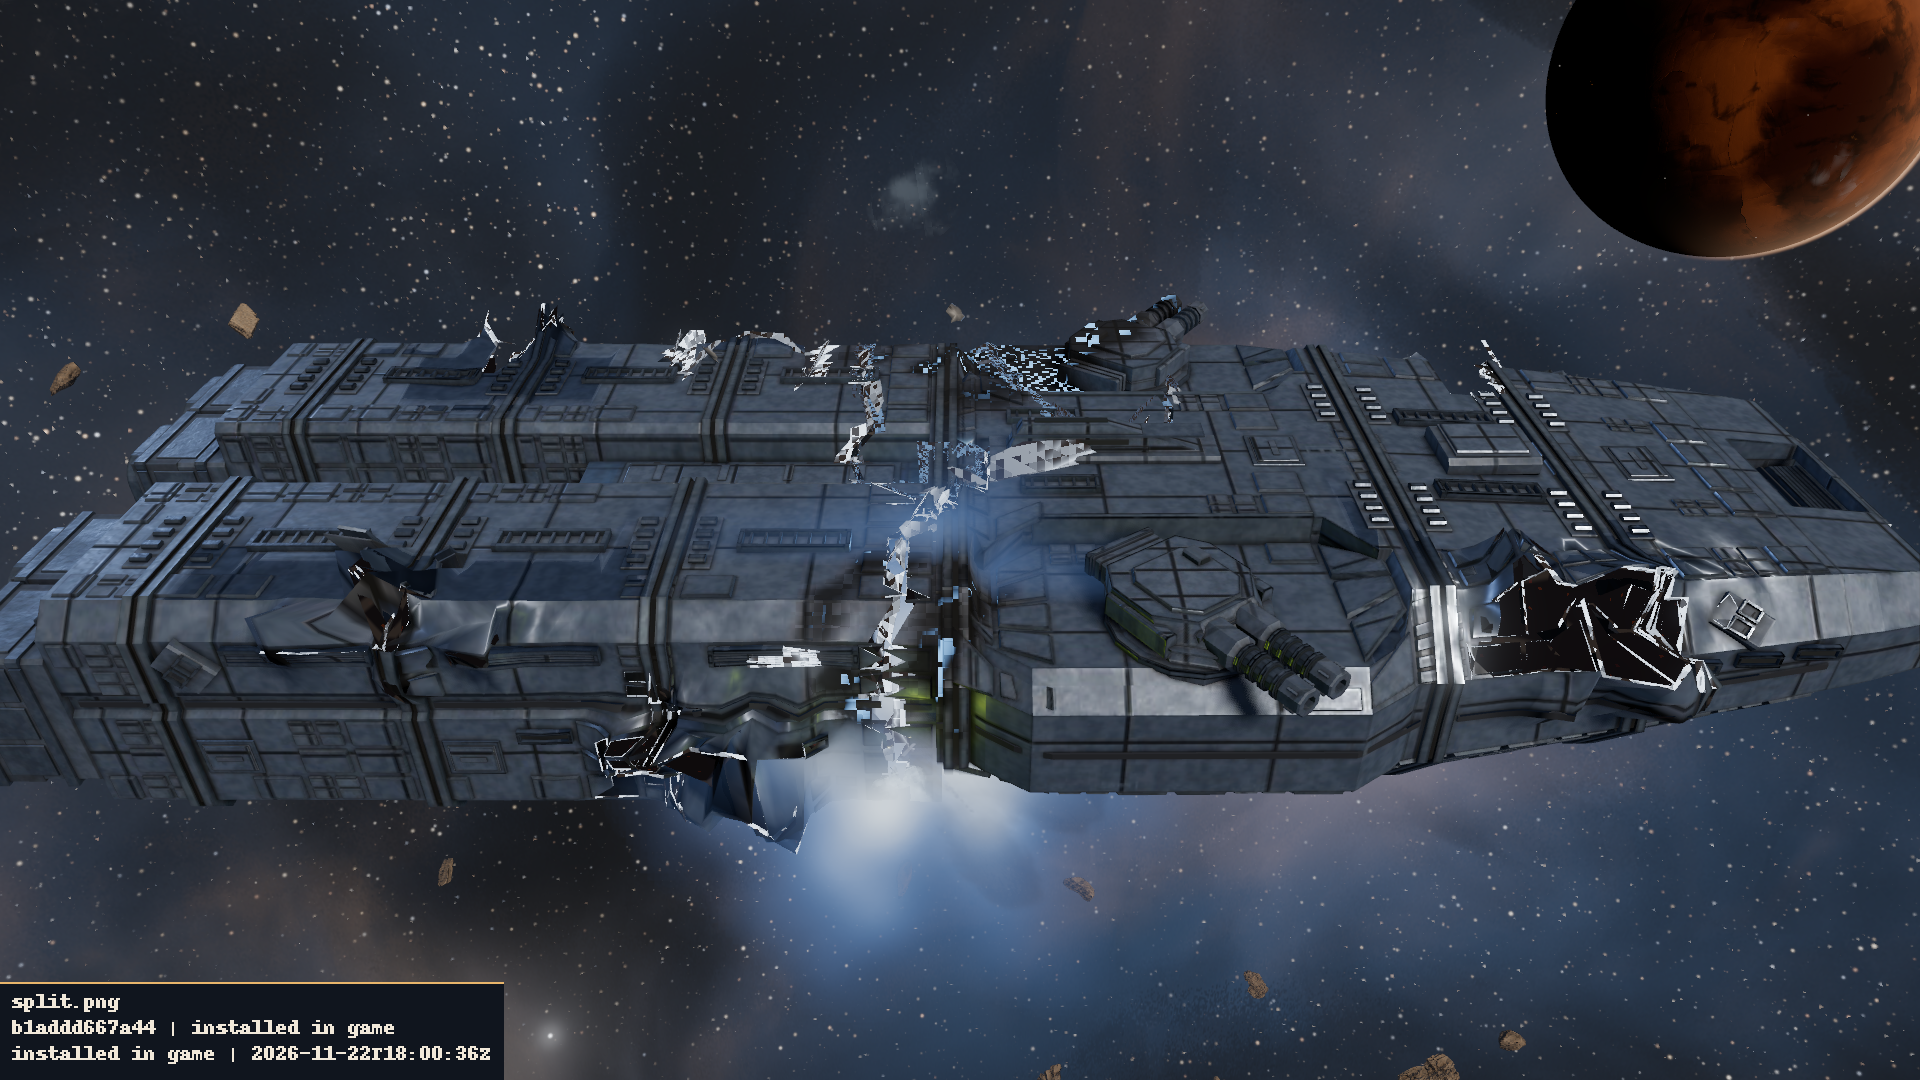 split.png
b1addd667a44 | installed in game
installed in game | 2026-11-22T18:00:36Z